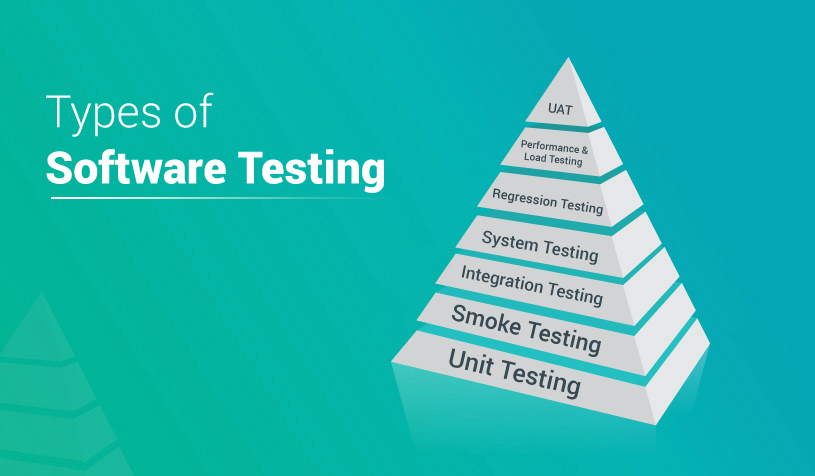 Types of
Software Testing
UAT
Performance &
Load Testing
Regression Testing
System Testing
Integration Testing
Smoke Testing
Unit Testing